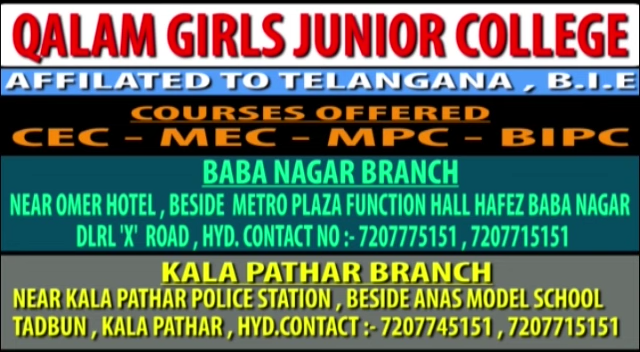 QALAM GIRLS JUNIOR COLLEGE
AFFILATED TO TELANGANA , B.I.E
COURSES OFFERED
CEC - MEC - MPC - BIPC
BABA NAGAR BRANCH
NEAR OMER HOTEL , BESIDE METRO PLAZA FUNCTION HALL HAFEZ BABA NAGAR
DLRL 'X' ROAD , HYD. CONTACT NO :- 7207775151 , 7207715151
KALA PATHAR BRANCH
NEAR KALA PATHAR POLICE STATION , BESIDE ANAS MODEL SCHOOL
TADBUN , KALA PATHAR , HYD.CONTACT :- 7207745151 , 7207715151